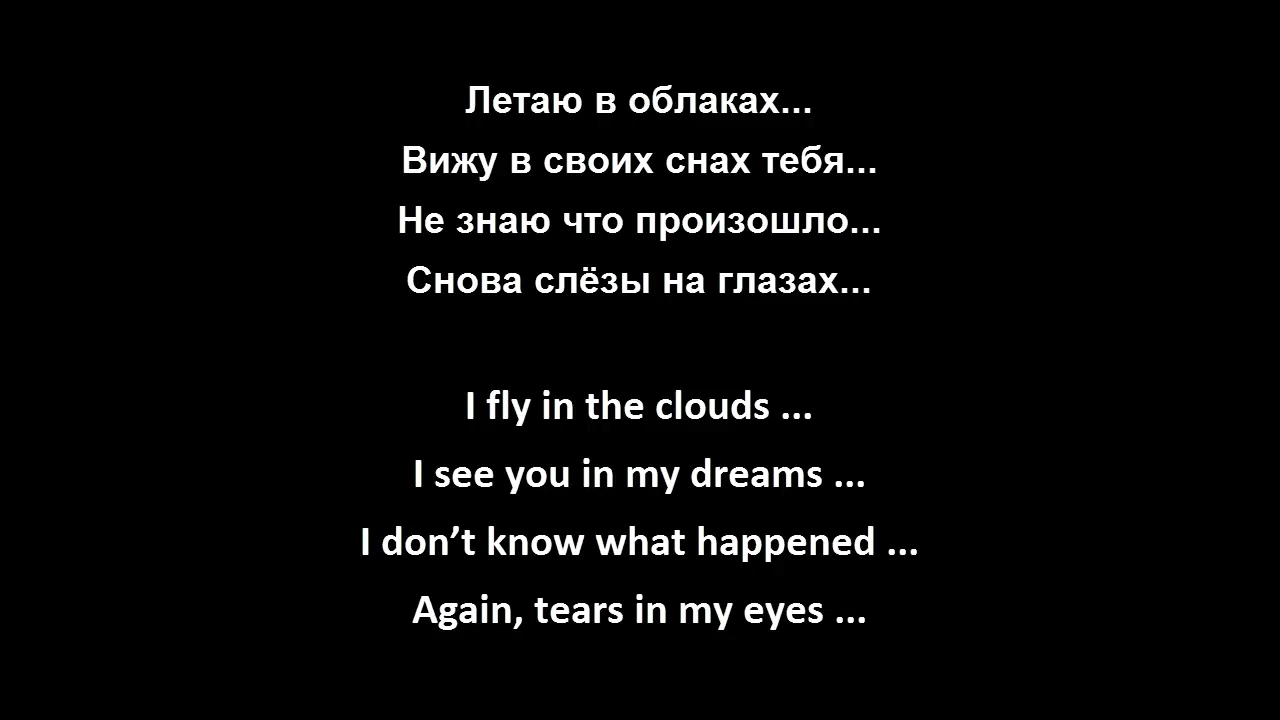 Летаю в облаках...
Вижу в своих снах тебя...
Не знаю что произошло...
Снова слёзы на глазах...
I fly in the clouds ...
I see you in my dreams ...
I don’t know what happened ...
Again, tears in my eyes ...